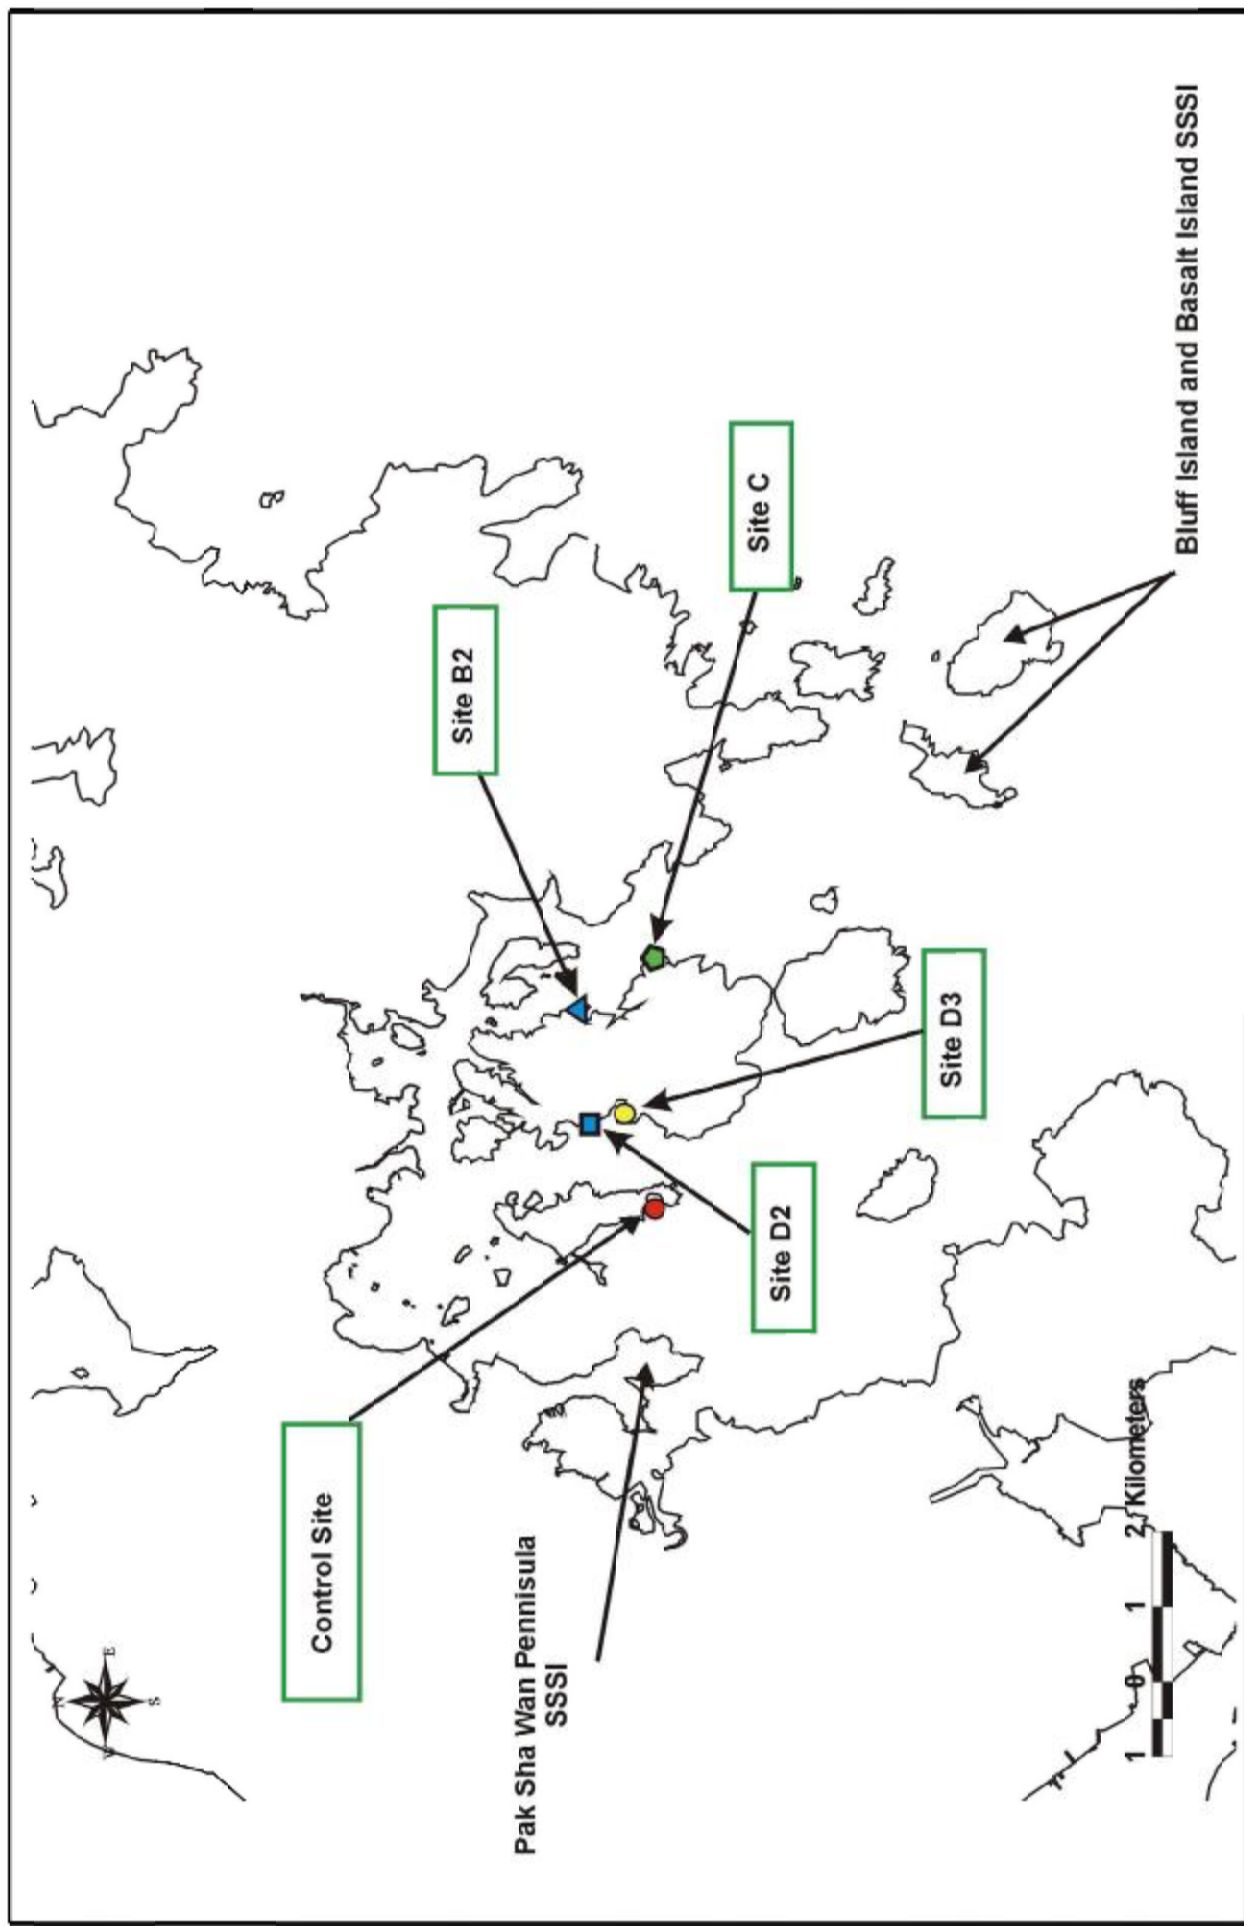 N
W
E
S
Control Site
Pak Sha Wan Pennisula
SSSI
Site B2
Site C
Site D2
Site D3
Bluff Island and Basalt Island SSSI
1 0 1 2 Kilometers